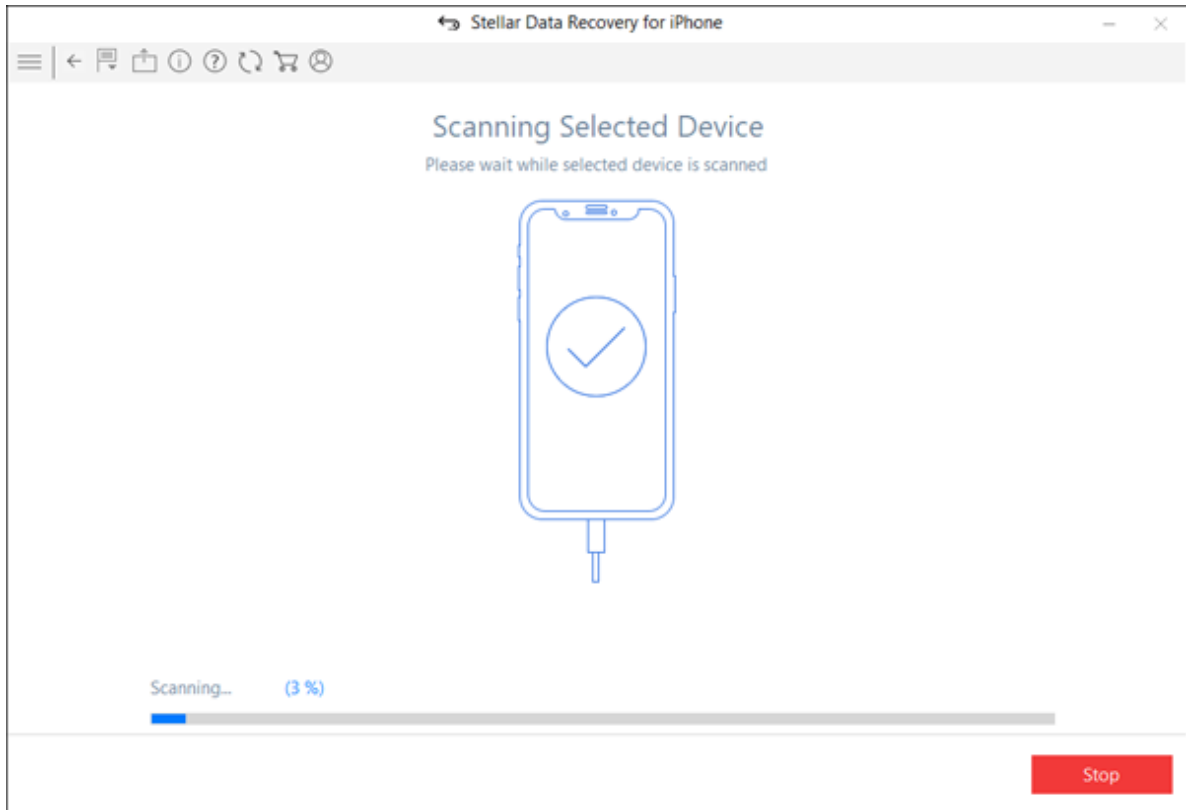 Stellar Data Recovery for iPhone
Scanning Selected Device
Please wait while selected device is scanned
Scanning... (3 %)
Stop